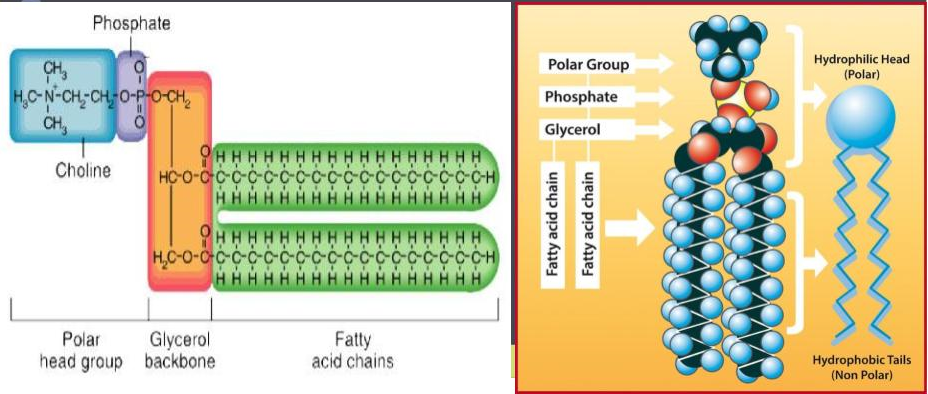 Phosphate
CH₃ O⁻
H₃C-N⁺-CH₂-CH₂-O-P-O-CH₂
CH₃ O
Choline
O H H H H H H H H H H H H H H H H H
HC-O-C-C-C-C-C-C-C-C-C-C-C-C-C-C-C-C-C-C-H
H H H H H H H H H H H H H H H H H
O H H H H H H H H H H H H H H H H H
H₂C-O-C-C-C-C-C-C-C-C-C-C-C-C-C-C-C-C-C-C-H
H H H H H H H H H H H H H H H H H
Polar
head group
Glycerol
backbone
Fatty
acid chains
Polar Group
Phosphate
Glycerol
Fatty acid chain
Fatty acid chain
Hydrophilic Head
(Polar)
Hydrophobic Tails
(Non Polar)